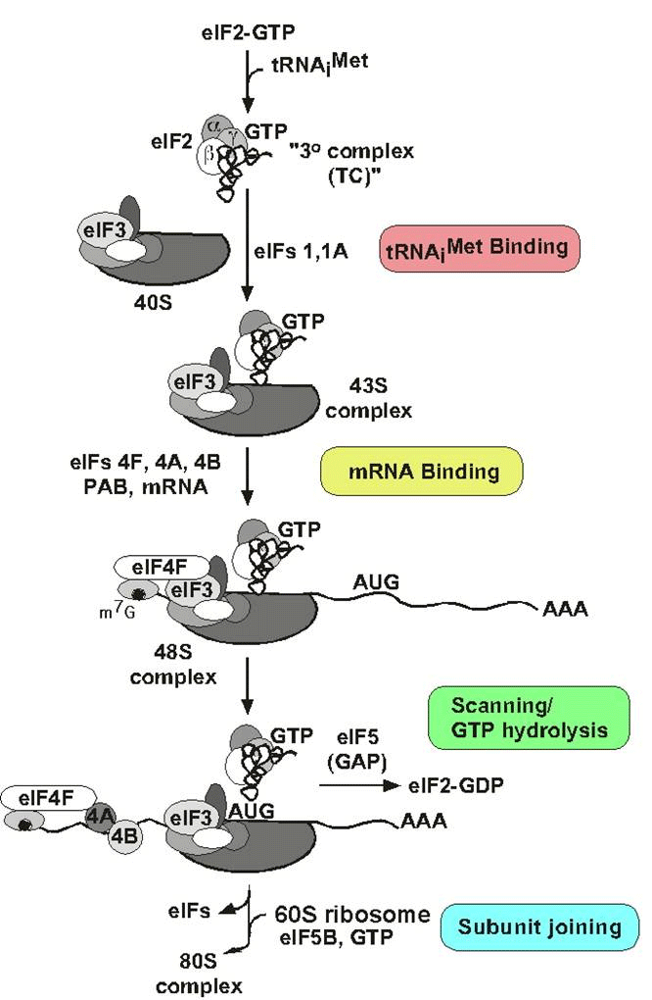 eIF2-GTP
tRNAiMet
α
γ
GTP
eIF2
β
"3º complex
(TC)"
eIF3
eIFs 1,1A
tRNAiMet Binding
40S
GTP
eIF3
43S
complex
eIFs 4F, 4A, 4B
PAB, mRNA
mRNA Binding
GTP
eIF4F
eIF3
AUG
m7G
AAA
48S
complex
Scanning/
GTP hydrolysis
GTP
eIF5
(GAP)
eIF2-GDP
eIF4F
4A
4B
eIF3
AUG
AAA
eIFs
60S ribosome
eIF5B, GTP
Subunit joining
80S
complex